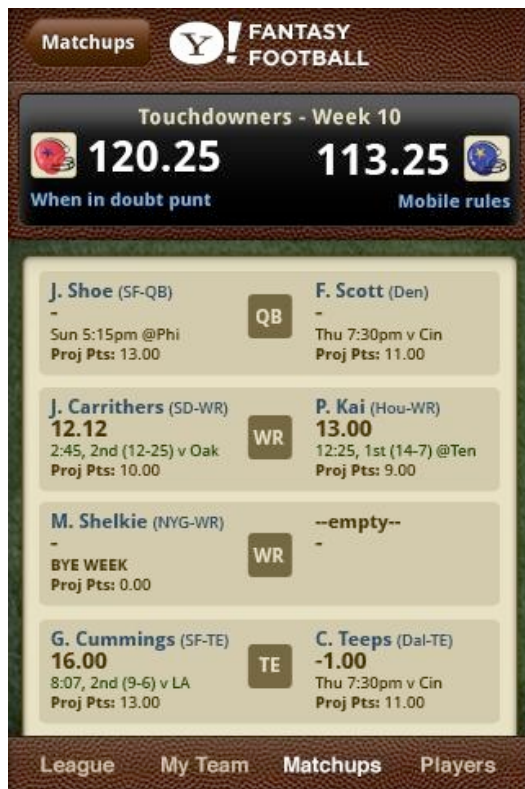 Matchups
Y! FANTASY
FOOTBALL
Touchdowners - Week 10
120.25 113.25
When in doubt punt Mobile rules
J. Shoe (SF-QB) QB F. Scott (Den)
- -
Sun 5:15pm @Phi Thu 7:30pm v Cin
Proj Pts: 13.00 Proj Pts: 11.00
J. Carrithers (SD-WR) WR P. Kai (Hou-WR)
12.12 13.00
2:45, 2nd (12-25) v Oak 12:25, 1st (14-7) @Ten
Proj Pts: 10.00 Proj Pts: 9.00
M. Shelkie (NYG-WR) WR --empty--
- -
BYE WEEK
Proj Pts: 0.00
G. Cummings (SF-TE) TE C. Teeps (Dal-TE)
16.00 -1.00
8:07, 2nd (9-6) v LA Thu 7:30pm v Cin
Proj Pts: 13.00 Proj Pts: 11.00
League My Team Matchups Players